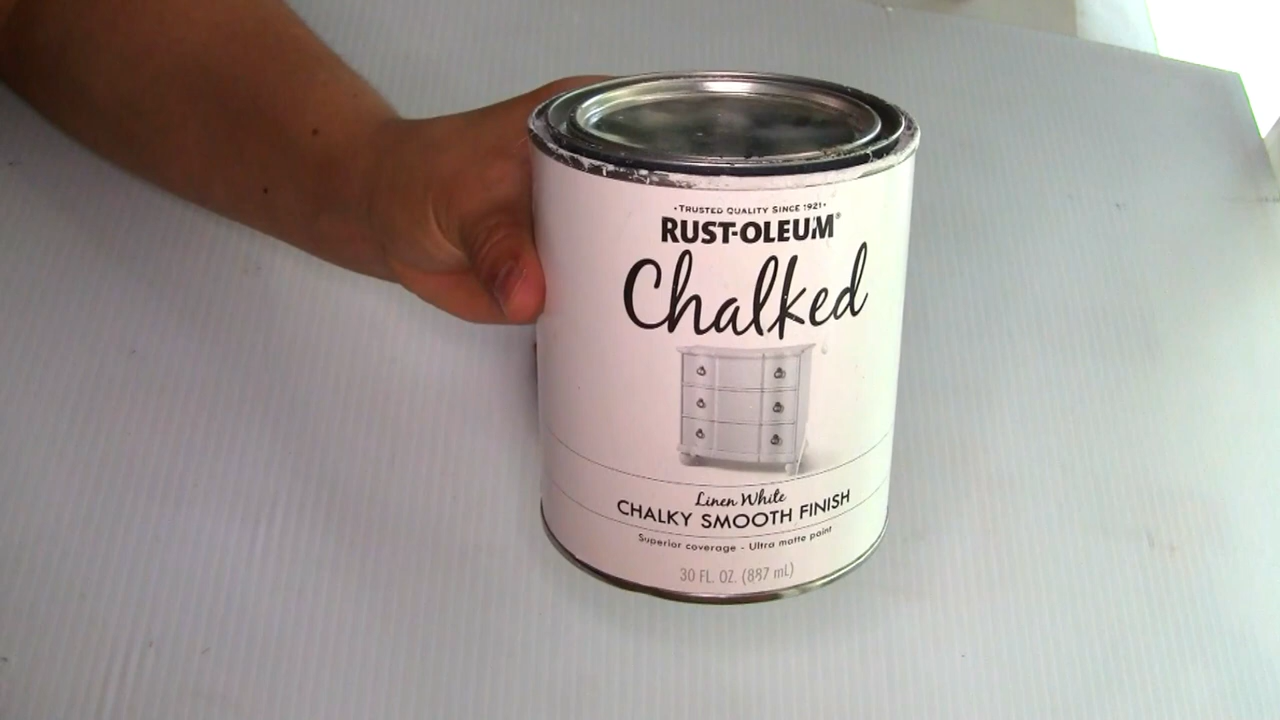 •TRUSTED QUALITY SINCE 1921•
RUST-OLEUM®
Chalked
Linen White
CHALKY SMOOTH FINISH
Superior coverage - Ultra matte paint
30 FL. OZ. (887 mL)